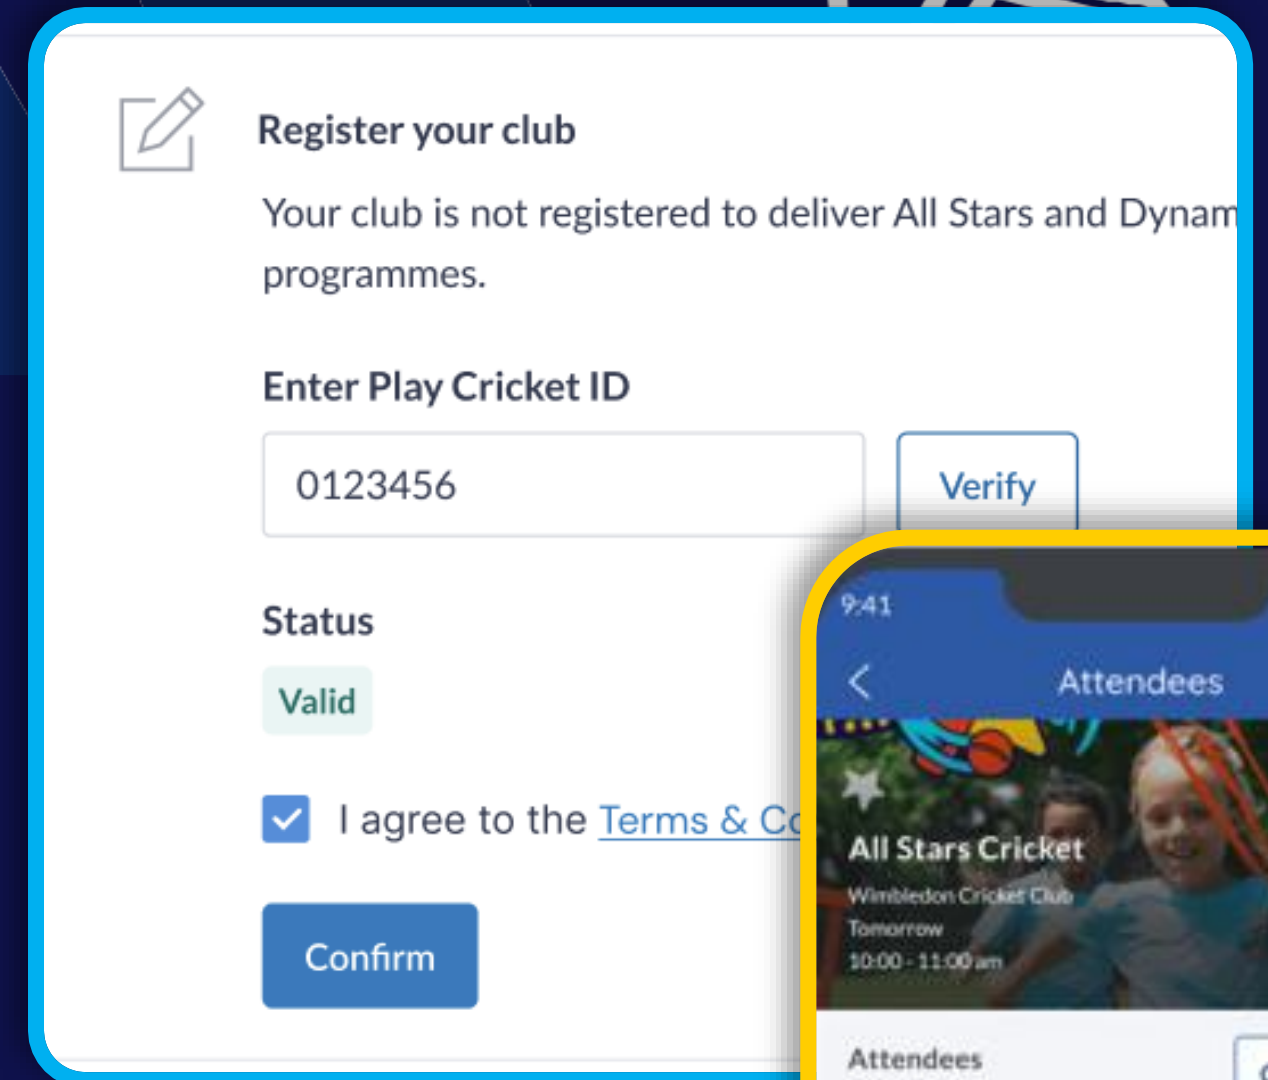 Register your club
Your club is not registered to deliver All Stars and Dynam
programmes.
Enter Play Cricket ID
0123456
Verify
Status
Valid
I agree to the Terms & Co
Confirm
9:41
Attendees
All Stars Cricket
Wimbledon Cricket Club
Tomorrow
10:00 - 11:00 am
Attendees